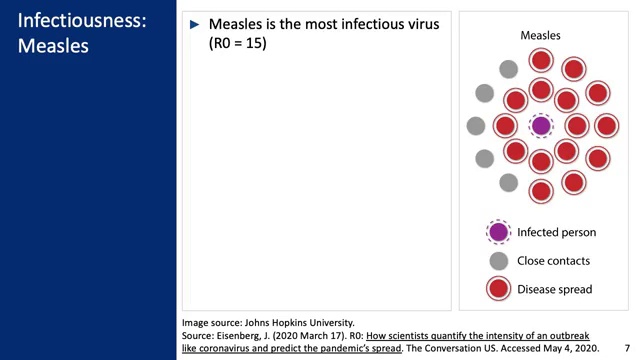 Infectiousness:
Measles
► Measles is the most infectious virus
(R0 = 15)
Measles
Infected person
Close contacts
Disease spread
Image source: Johns Hopkins University.
Source: Eisenberg, J. (2020 March 17). R0: How scientists quantify the intensity of an outbreak
like coronavirus and predict the pandemic's spread. The Conversation US. Accessed May 4, 2020.
7